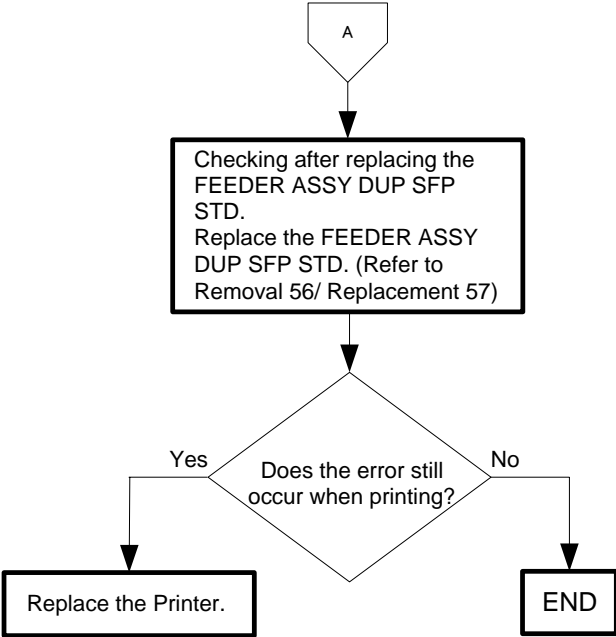 A
Checking after replacing the
FEEDER ASSY DUP SFP
STD.
Replace the FEEDER ASSY
DUP SFP STD. (Refer to
Removal 56/ Replacement 57)
Yes
No
Does the error still
occur when printing?
Replace the Printer.
END